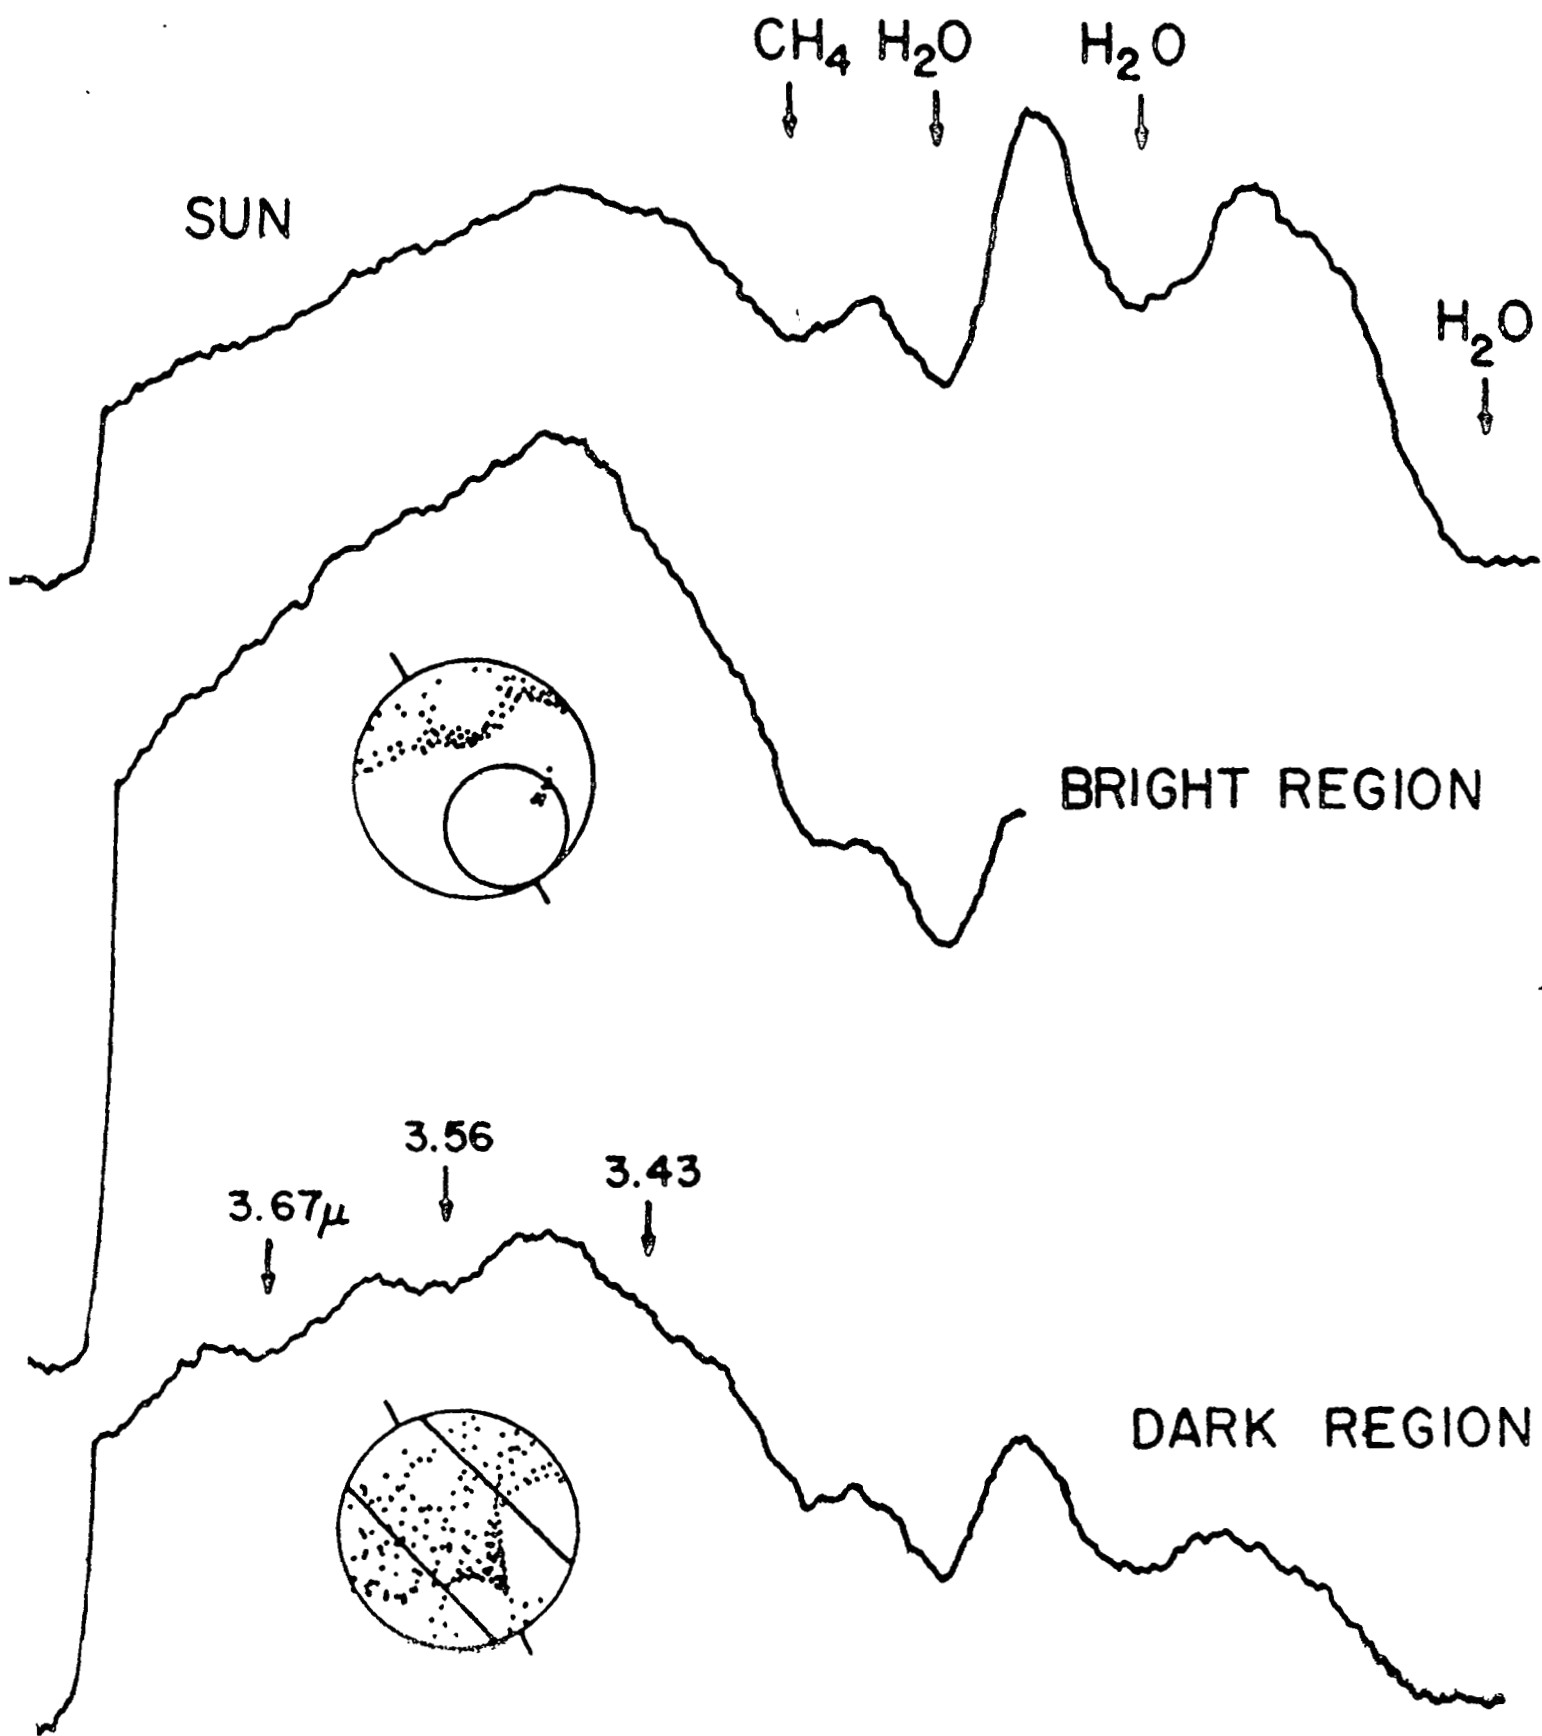 CH₄ H₂O H₂O
SUN
H₂O
BRIGHT REGION
3.56
3.43
3.67μ
DARK REGION